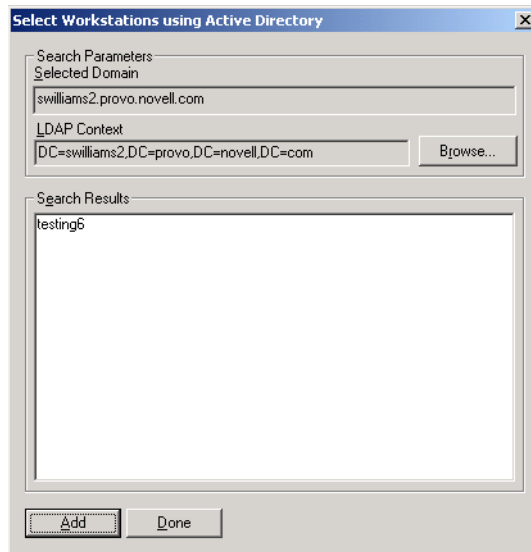 Select Workstations using Active Directory
Search Parameters
Selected Domain
swilliams2.provo.novell.com
LDAP Context
DC=swilliams2,DC=provo,DC=novell,DC=com
Browse...
Search Results
testing6
Add
Done